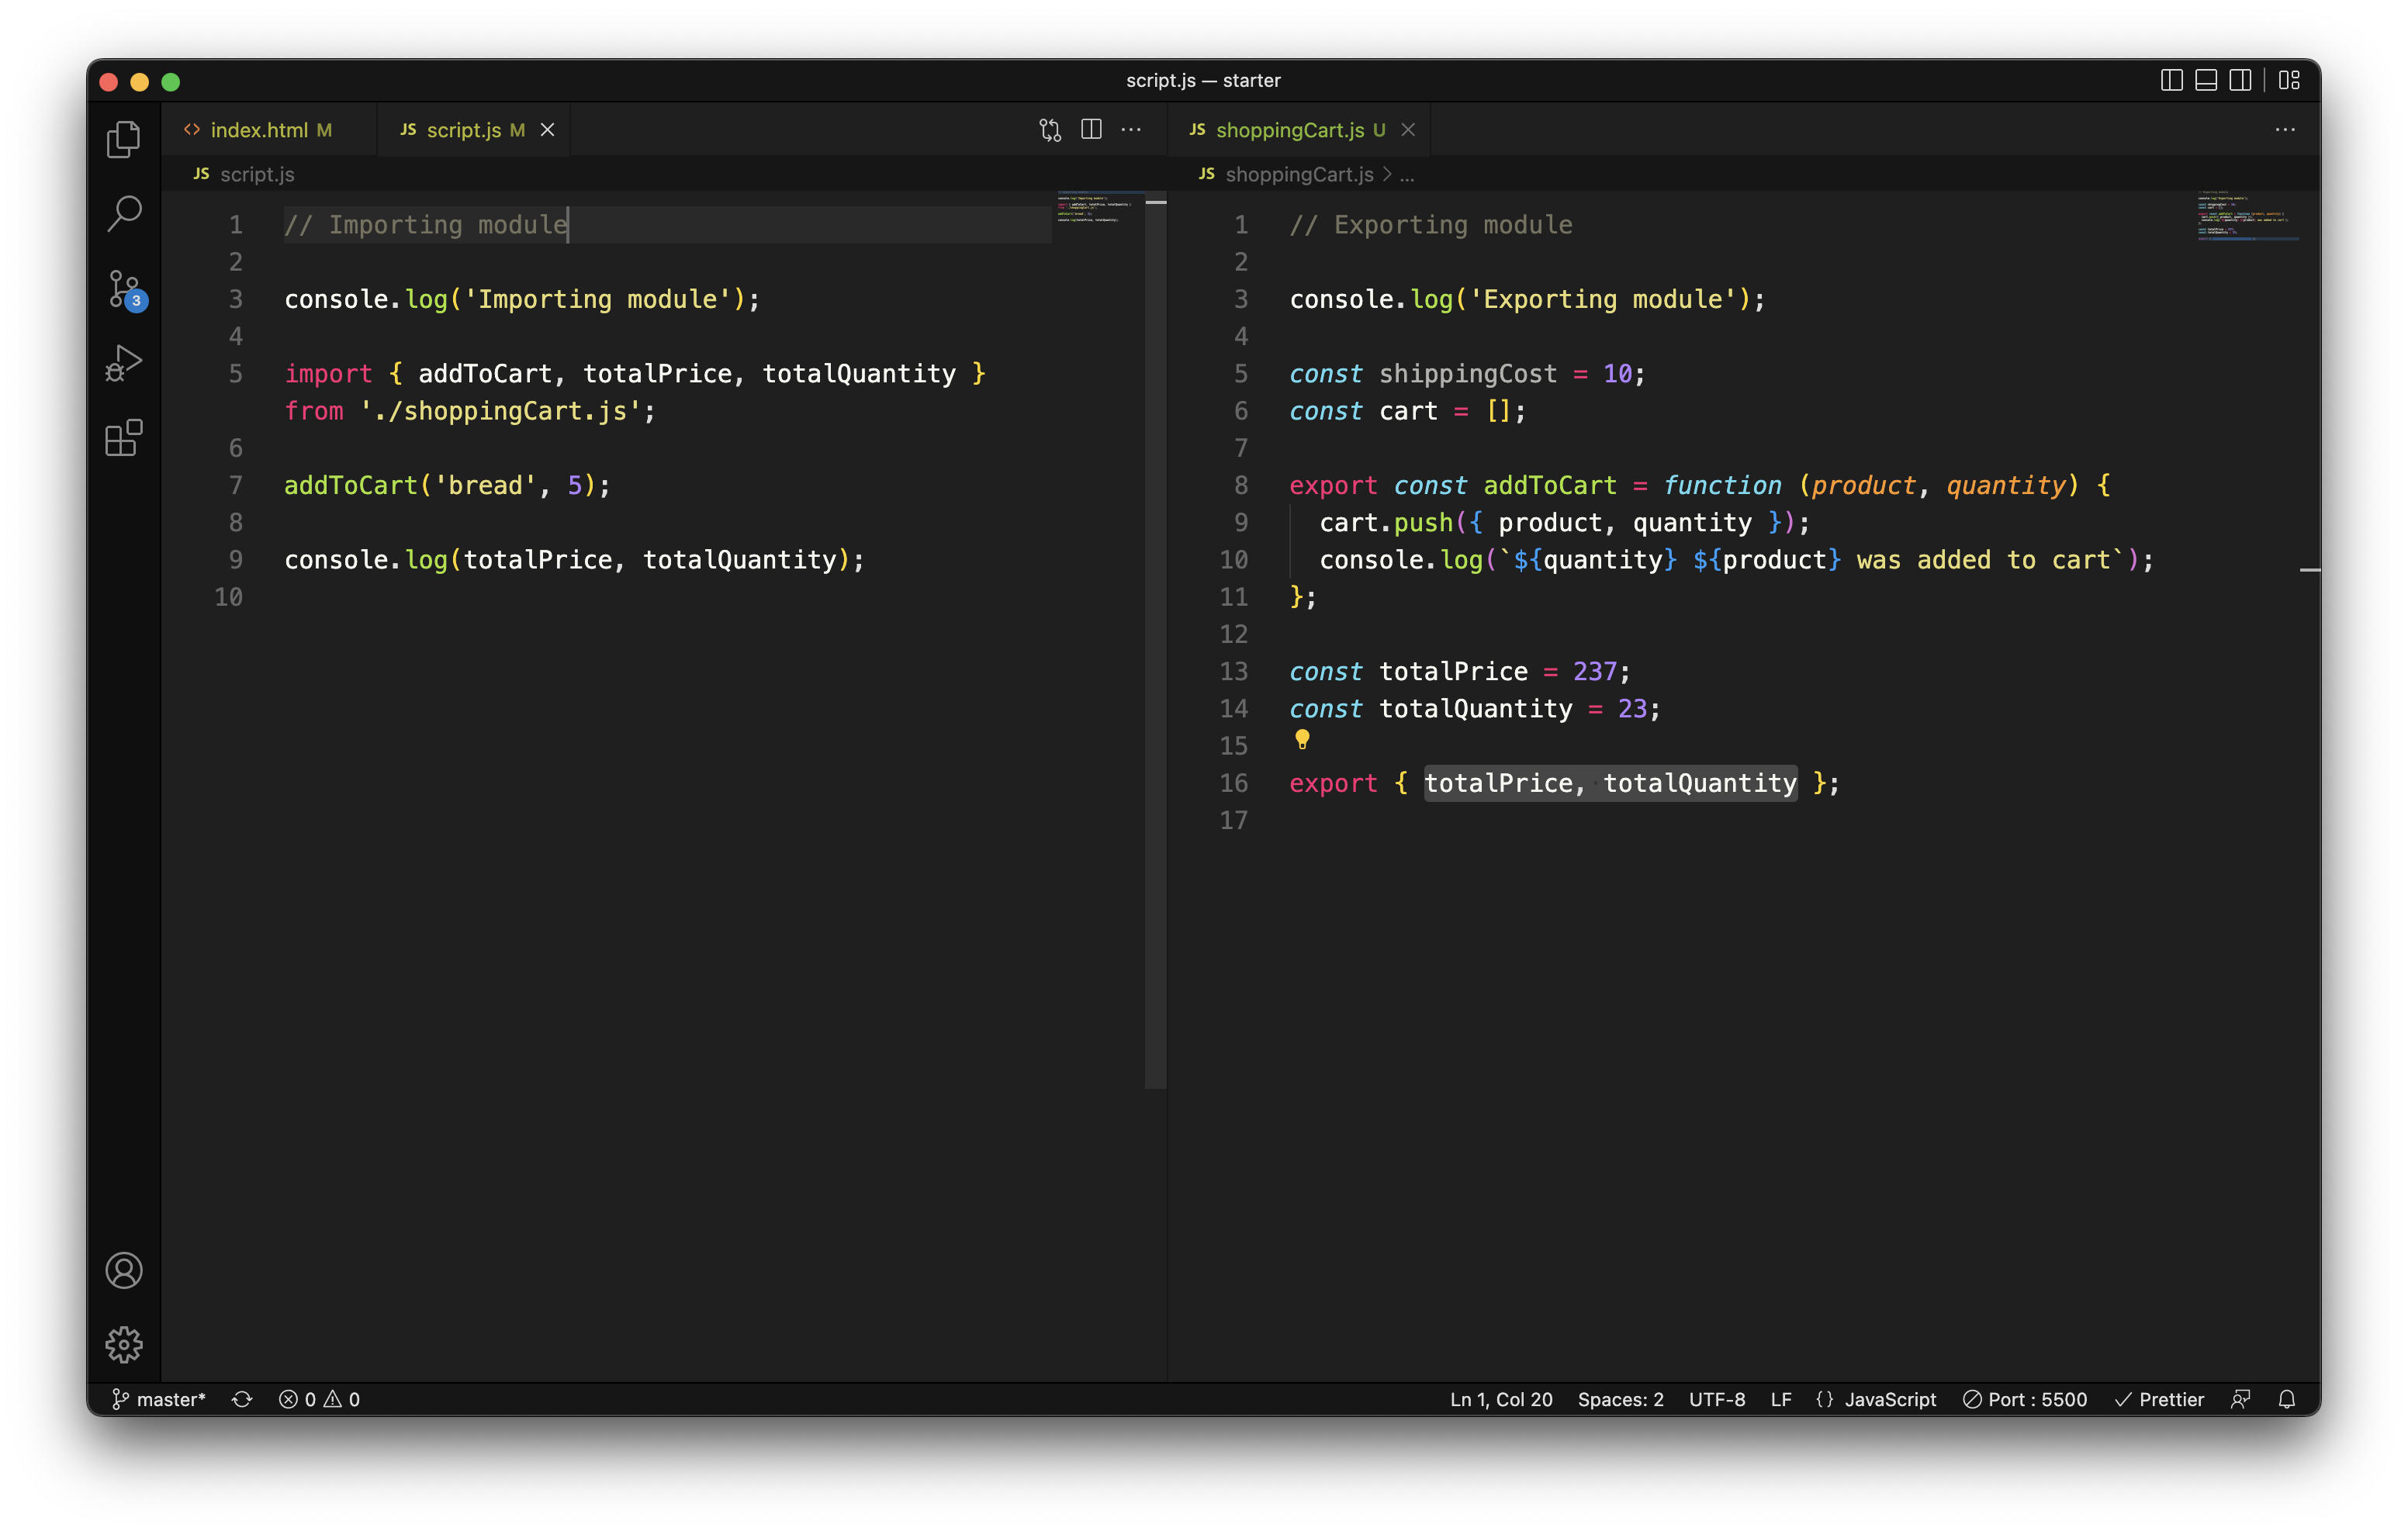 script.js — starter
index.html M
JS script.js M
JS shoppingCart.js U
JS script.js
1 // Importing module
2
3 console.log('Importing module');
4
5 import { addToCart, totalPrice, totalQuantity }
from './shoppingCart.js';
6
7 addToCart('bread', 5);
8
9 console.log(totalPrice, totalQuantity);
10
JS shoppingCart.js > ...
1 // Exporting module
2
3 console.log('Exporting module');
4
5 const shippingCost = 10;
6 const cart = [];
7
8 export const addToCart = function (product, quantity) {
9 cart.push({ product, quantity });
10 console.log(`${quantity} ${product} was added to cart`);
11 };
12
13 const totalPrice = 237;
14 const totalQuantity = 23;
15
16 export { totalPrice, totalQuantity };
17
3
master* 0 0 Ln 1, Col 20 Spaces: 2 UTF-8 LF {} JavaScript Port : 5500 Prettier